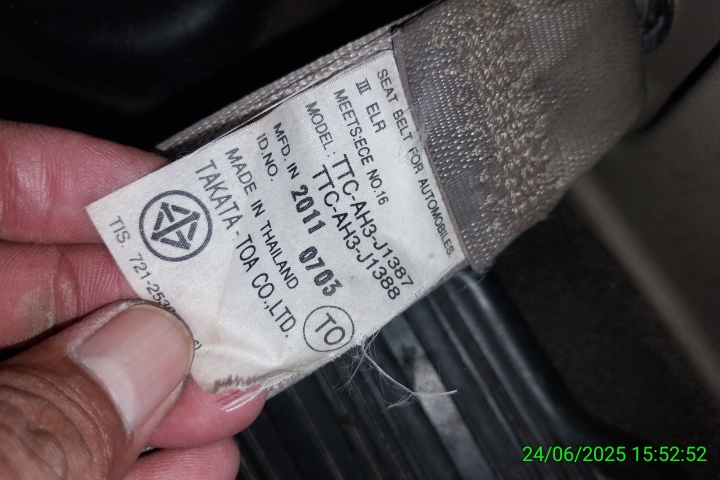 SEAT BELT FOR AUTOMOBILES
III ELR
MEETS:ECE NO.16
MODEL: TTC-AH3-J1387
TTC-AH3-J1388
MFD. IN 2011 0703
ID.NO.
MADE IN THAILAND
TAKATA-TOA CO.,LTD.
TO
TIS. 721-253
24/06/2025 15:52:52